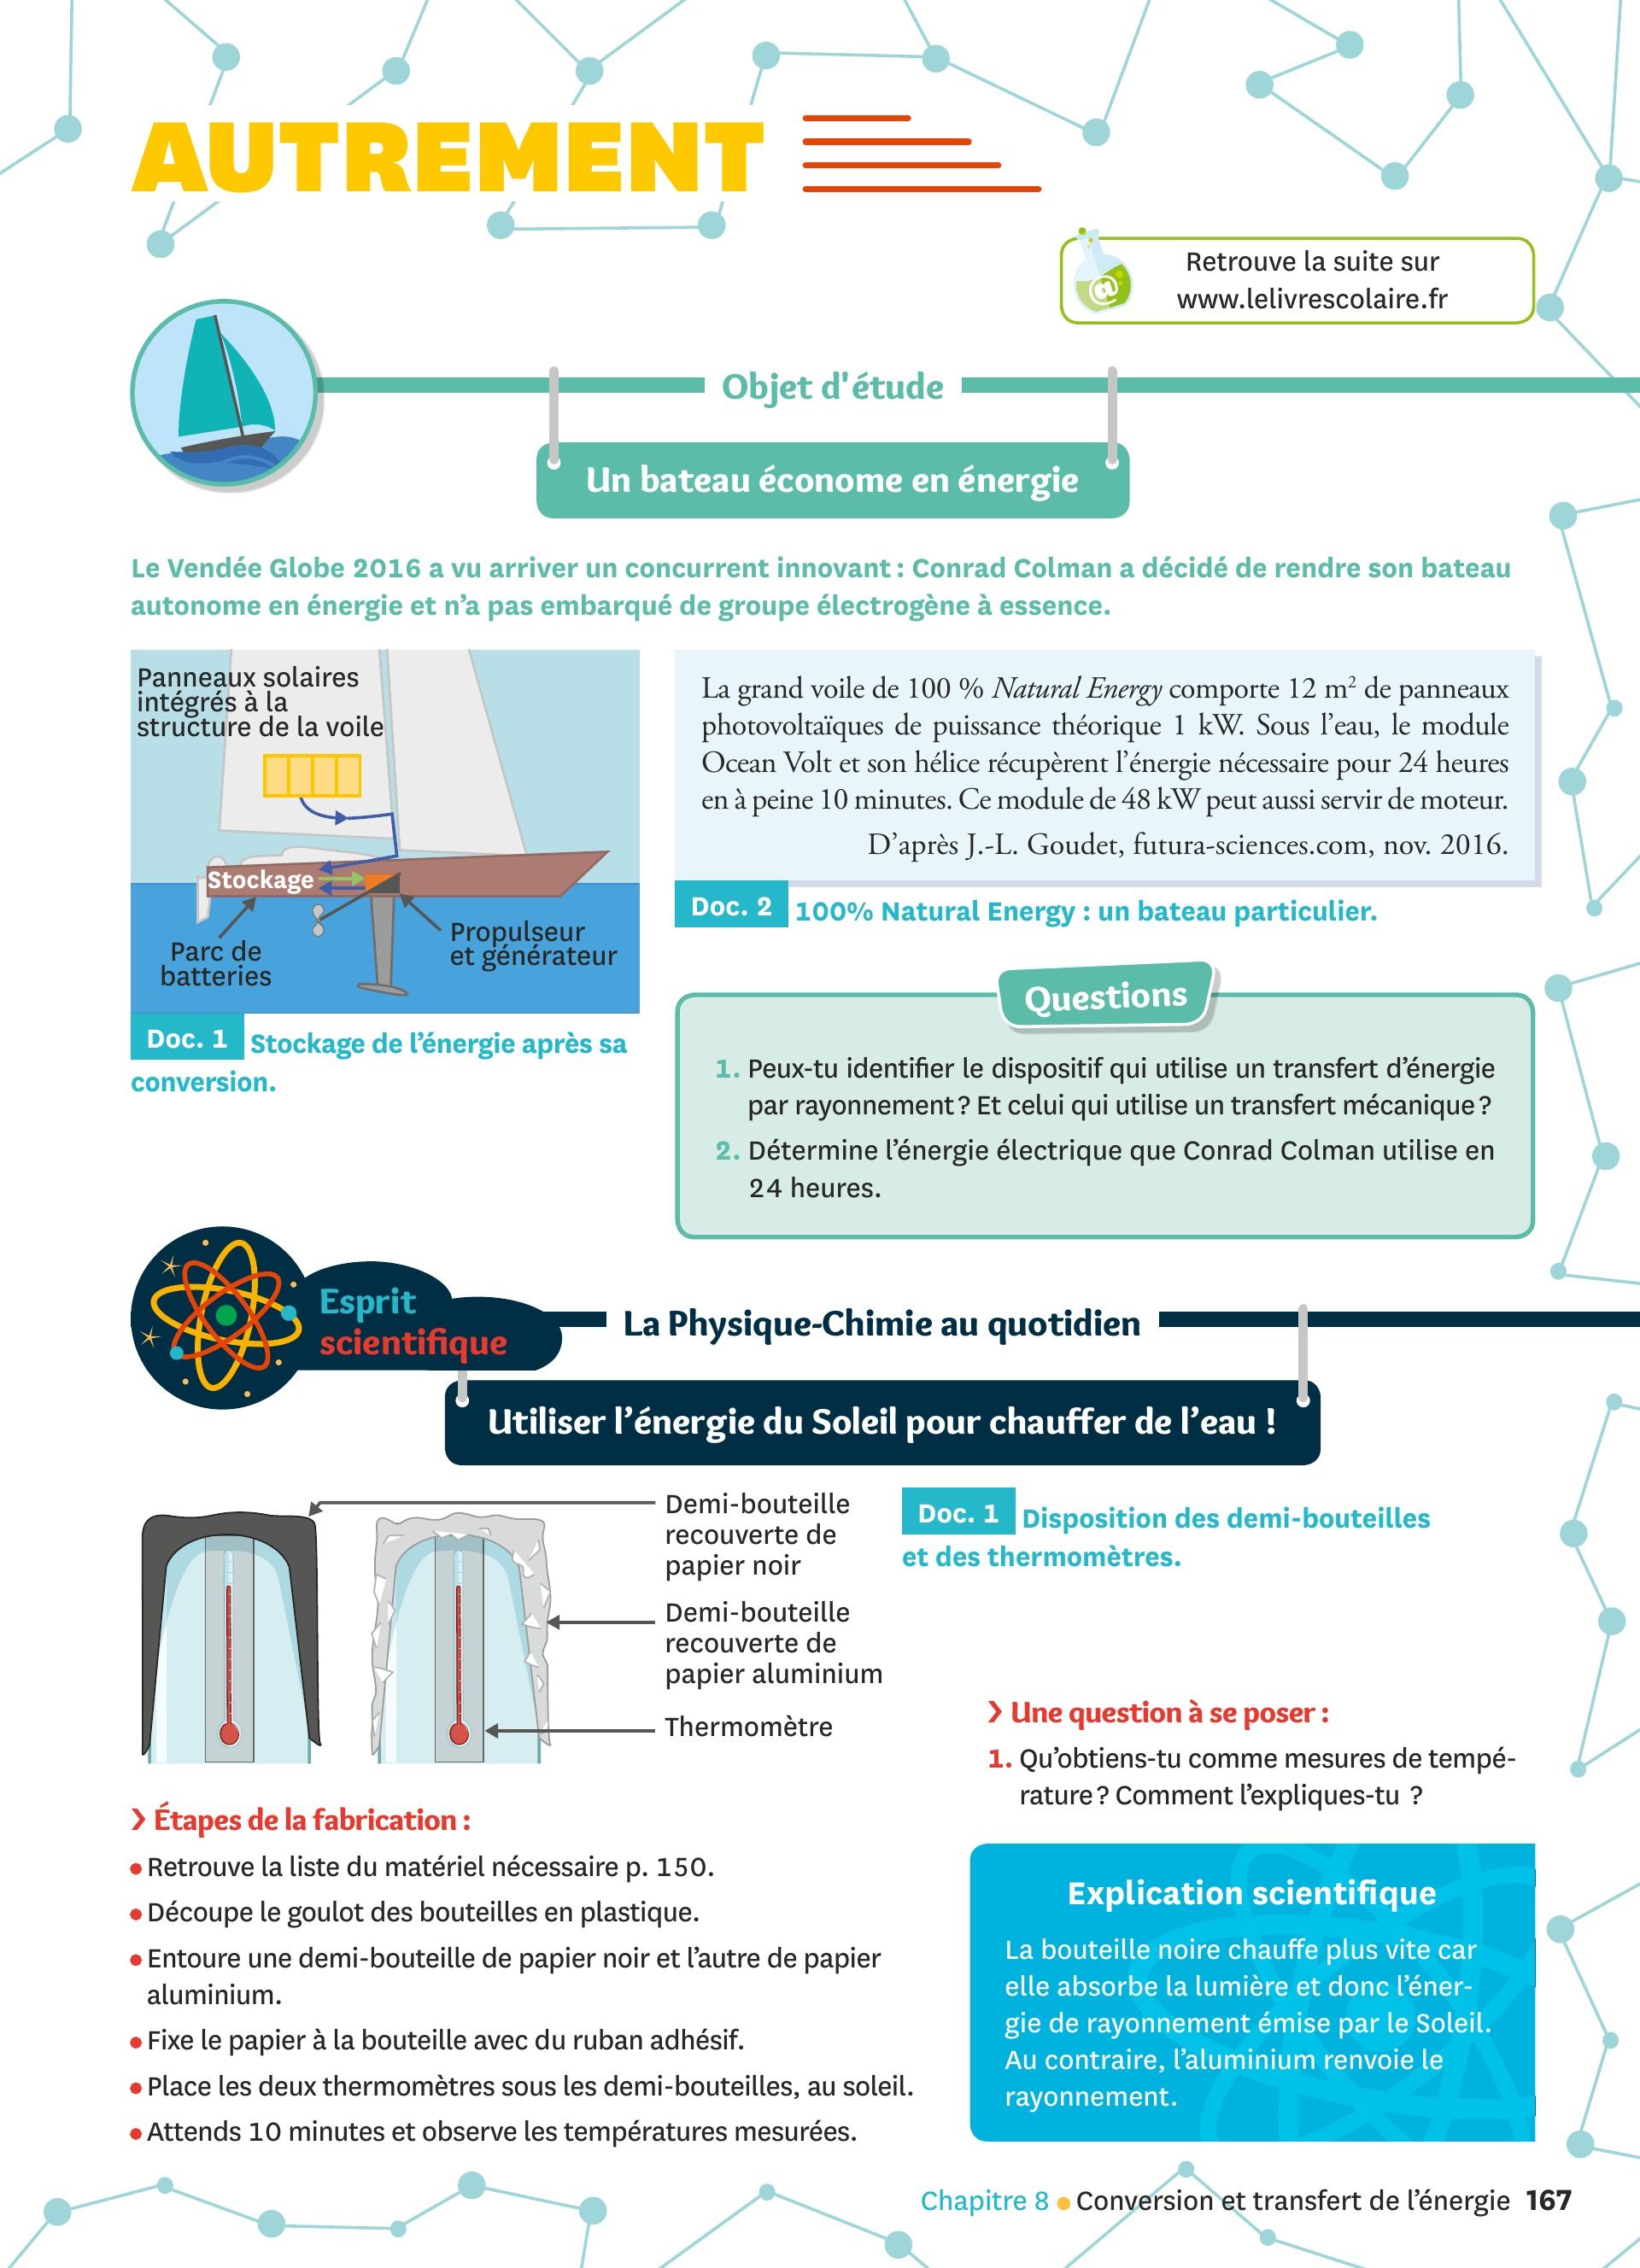 AUTREMENT
Retrouve la suite sur
www.lelivrescolaire.fr
Objet d'étude
Un bateau économe en énergie
Le Vendée Globe 2016 a vu arriver un concurrent innovant : Conrad Colman a décidé de rendre son bateau
autonome en énergie et n’a pas embarqué de groupe électrogène à essence.
Panneaux solaires
intégrés à la
structure de la voile
Stockage
Parc de
batteries
Propulseur
et générateur
Doc. 1 Stockage de l’énergie après sa
conversion.
La grand voile de 100 % Natural Energy comporte 12 m² de panneaux
photovoltaïques de puissance théorique 1 kW. Sous l’eau, le module
Ocean Volt et son hélice récupèrent l’énergie nécessaire pour 24 heures
en à peine 10 minutes. Ce module de 48 kW peut aussi servir de moteur.
D’après J.-L. Goudet, futura-sciences.com, nov. 2016.
Doc. 2 100% Natural Energy : un bateau particulier.
Questions
1. Peux-tu identifier le dispositif qui utilise un transfert d’énergie
par rayonnement ? Et celui qui utilise un transfert mécanique ?
2. Détermine l’énergie électrique que Conrad Colman utilise en
24 heures.
Esprit
scientifique
La Physique-Chimie au quotidien
Utiliser l’énergie du Soleil pour chauffer de l’eau !
Demi-bouteille
recouverte de
papier noir
Demi-bouteille
recouverte de
papier aluminium
Thermomètre
Doc. 1 Disposition des demi-bouteilles
et des thermomètres.
❯ Étapes de la fabrication :
• Retrouve la liste du matériel nécessaire p. 150.
• Découpe le goulot des bouteilles en plastique.
• Entoure une demi-bouteille de papier noir et l’autre de papier
aluminium.
• Fixe le papier à la bouteille avec du ruban adhésif.
• Place les deux thermomètres sous les demi-bouteilles, au soleil.
• Attends 10 minutes et observe les températures mesurées.
❯ Une question à se poser :
1. Qu’obtiens-tu comme mesures de tempé-
rature ? Comment l’expliques-tu ?
Explication scientifique
La bouteille noire chauffe plus vite car
elle absorbe la lumière et donc l’éner-
gie de rayonnement émise par le Soleil.
Au contraire, l’aluminium renvoie le
rayonnement.
Chapitre 8 • Conversion et transfert de l’énergie 167